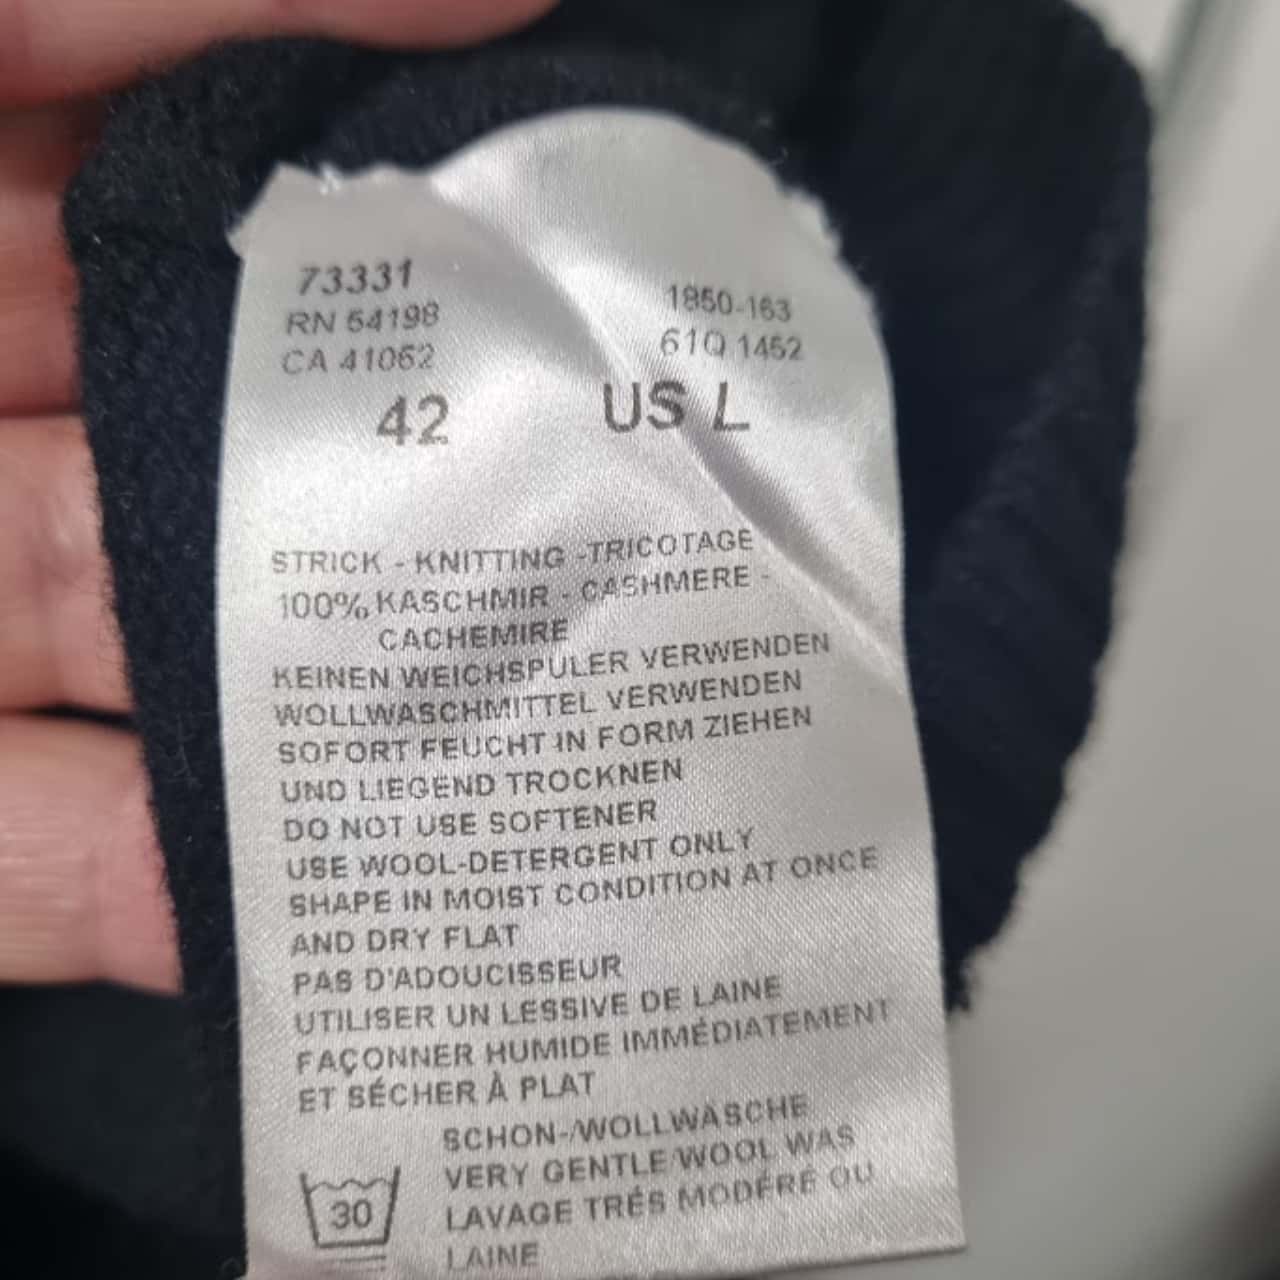 73331
RN 54198
CA 41052
1850-163
61Q 1452
42
US L
STRICK - KNITTING -TRICOTAGE
100% KASCHMIR - CASHMERE -
CACHEMIRE
KEINEN WEICHSPULER VERWENDEN
WOLLWASCHMITTEL VERWENDEN
SOFORT FEUCHT IN FORM ZIEHEN
UND LIEGEND TROCKNEN
DO NOT USE SOFTENER
USE WOOL-DETERGENT ONLY
SHAPE IN MOIST CONDITION AT ONCE
AND DRY FLAT
PAS D'ADOUCISSEUR
UTILISER UN LESSIVE DE LAINE
FAÇONNER HUMIDE IMMÉDIATEMENT
ET SÉCHER À PLAT
SCHON-/WOLLWASCHE
VERY GENTLE/WOOL WAS
LAVAGE TRÉS MODÉRÉ OU
LAINE
30